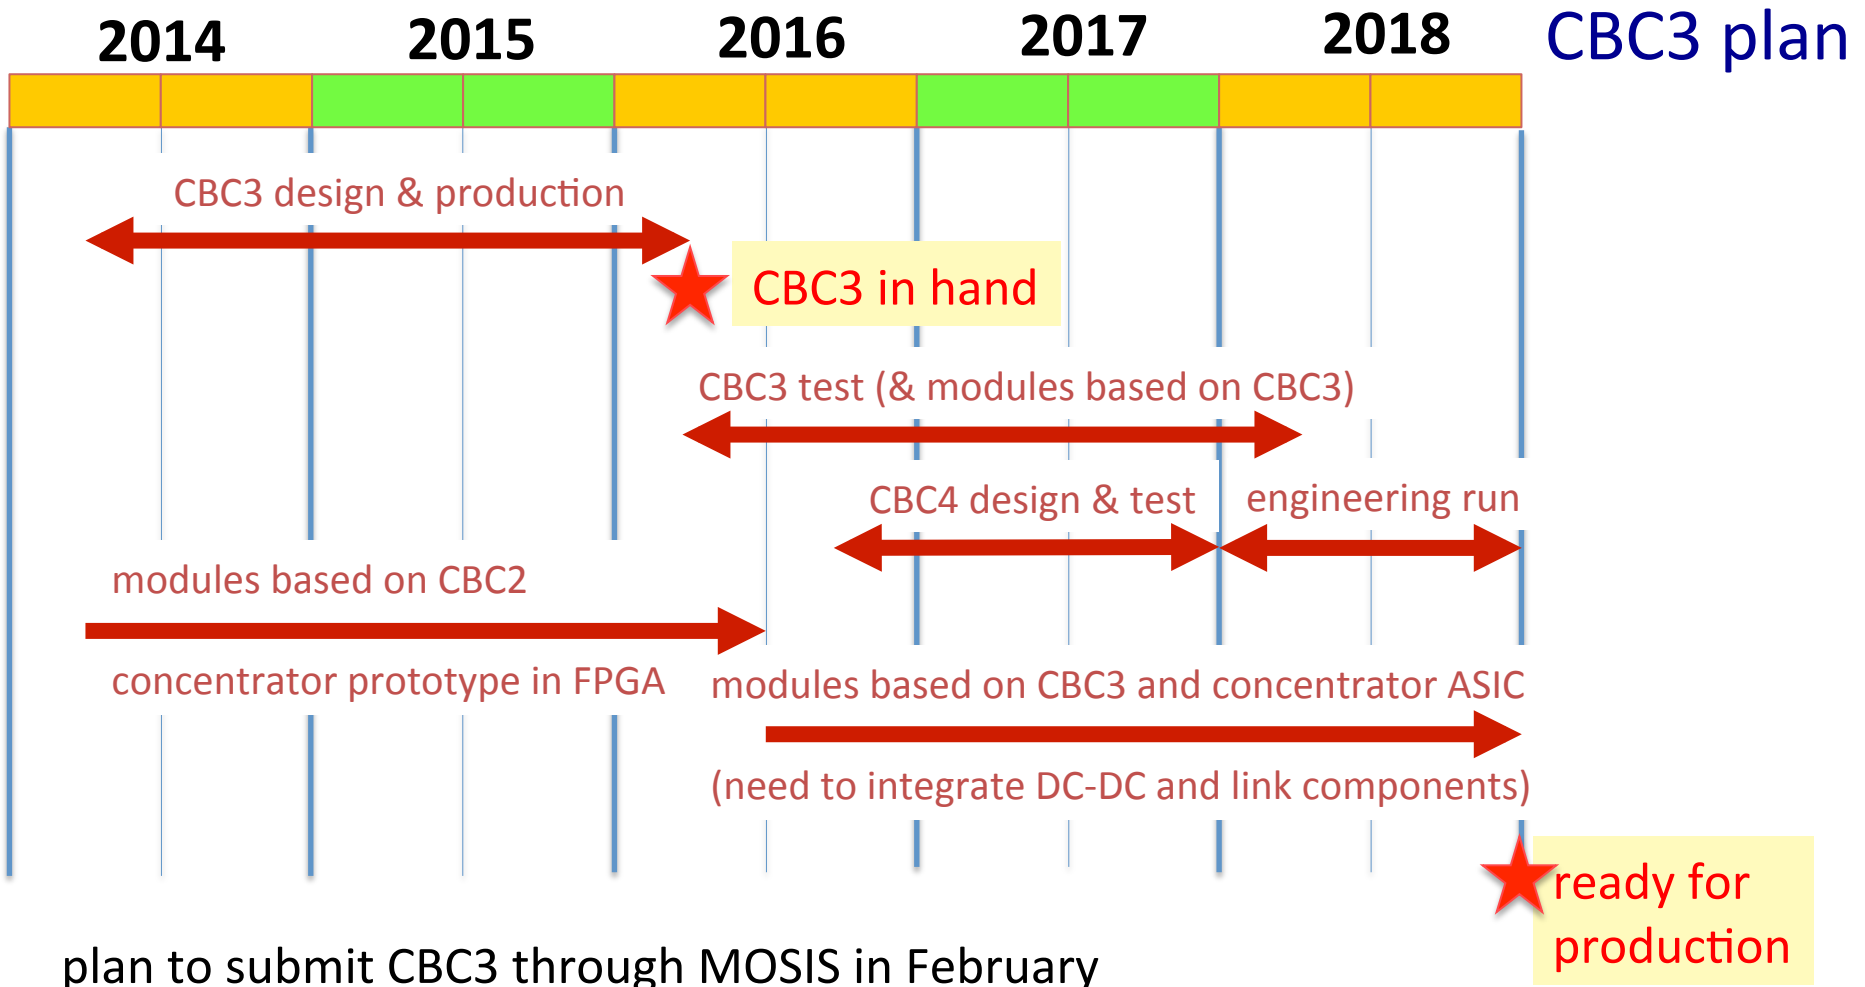 2014 2015 2016 2017 2018 CBC3 plan
CBC3 design & production
CBC3 in hand
CBC3 test (& modules based on CBC3)
CBC4 design & test engineering run
modules based on CBC2
concentrator prototype in FPGA modules based on CBC3 and concentrator ASIC
(need to integrate DC-DC and link components)
ready for
production
plan to submit CBC3 through MOSIS in February